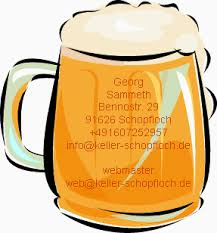 Georg
Sammeth
Bennostr. 29
91626 Schopfloch
+491607252957
info@keller-schopfloch.de
webmaster:
web@keller-schopfloch.de